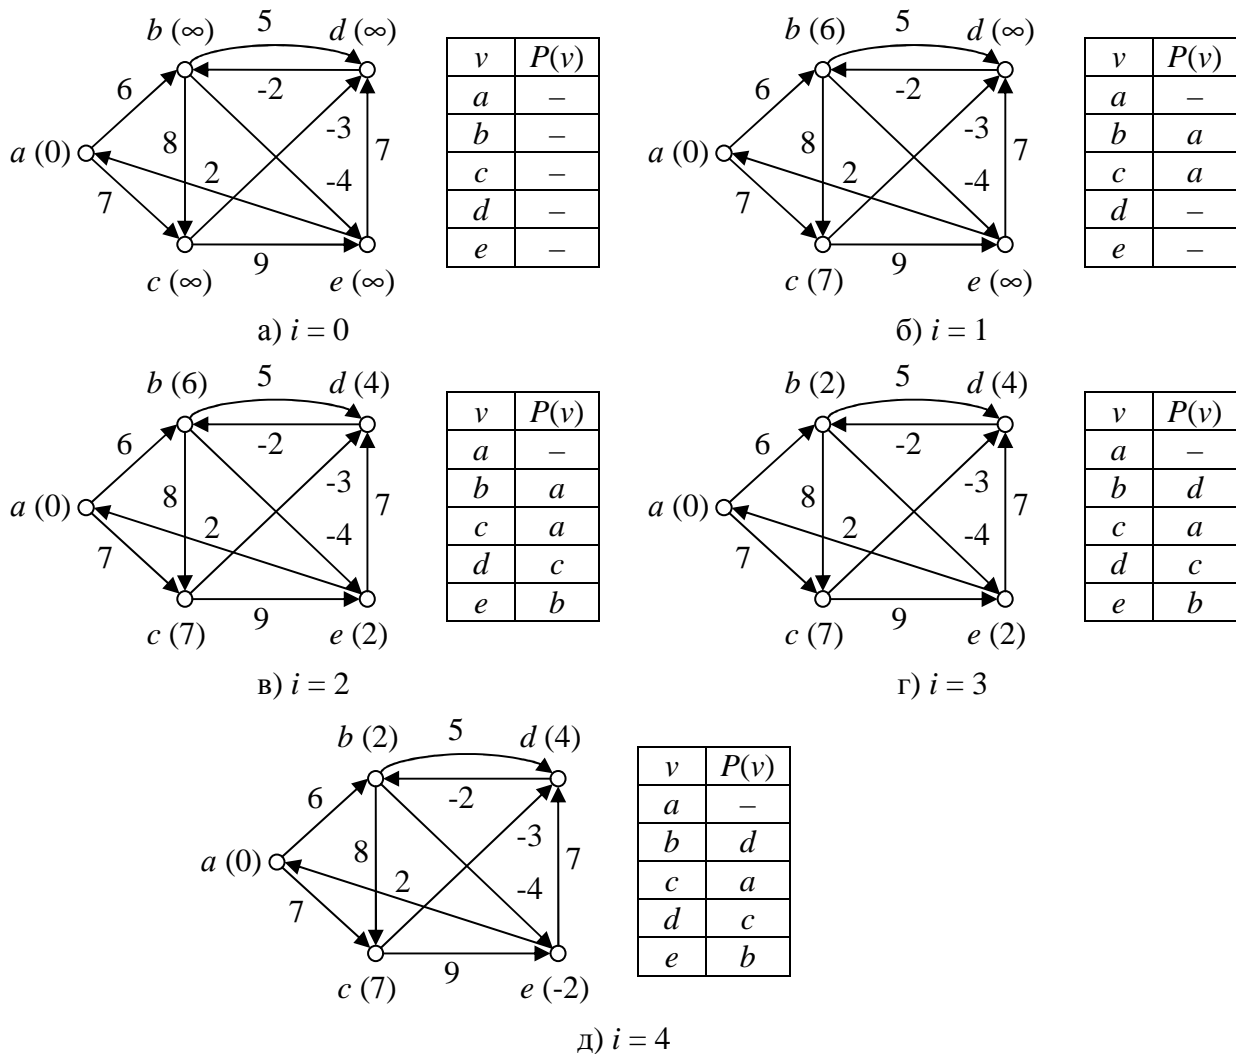 b (∞) 5 d (∞)
6 -2
8 -3
a (0) 7
2 -4
7
9
c (∞) e (∞)
v P(v)
a –
b –
c –
d –
e –
а) i = 0
b (6) 5 d (∞)
6 -2
8 -3
a (0) 7
2 -4
7
9
c (7) e (∞)
v P(v)
a –
b a
c a
d –
e –
б) i = 1
b (6) 5 d (4)
6 -2
8 -3
a (0) 7
2 -4
7
9
c (7) e (2)
v P(v)
a –
b a
c a
d c
e b
в) i = 2
b (2) 5 d (4)
6 -2
8 -3
a (0) 7
2 -4
7
9
c (7) e (2)
v P(v)
a –
b d
c a
d c
e b
г) i = 3
b (2) 5 d (4)
6 -2
8 -3
a (0) 7
2 -4
7
9
c (7) e (-2)
v P(v)
a –
b d
c a
d c
e b
д) i = 4